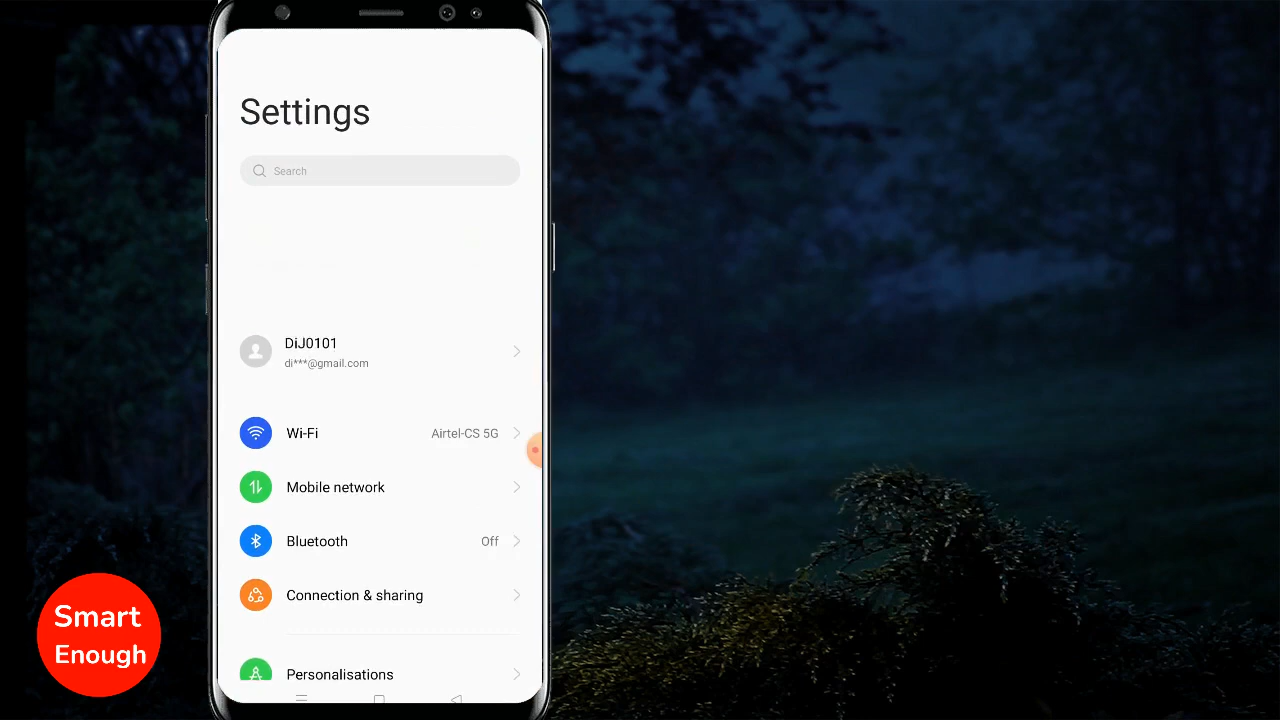 Settings
Search
DiJ0101
di***@gmail.com
Wi-Fi Airtel-CS 5G
Mobile network
Bluetooth Off
Connection & sharing
Personalisations
Smart
Enough